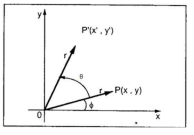 y
P'(x', y')
r
θ
r
P(x, y)
ϕ
0
x